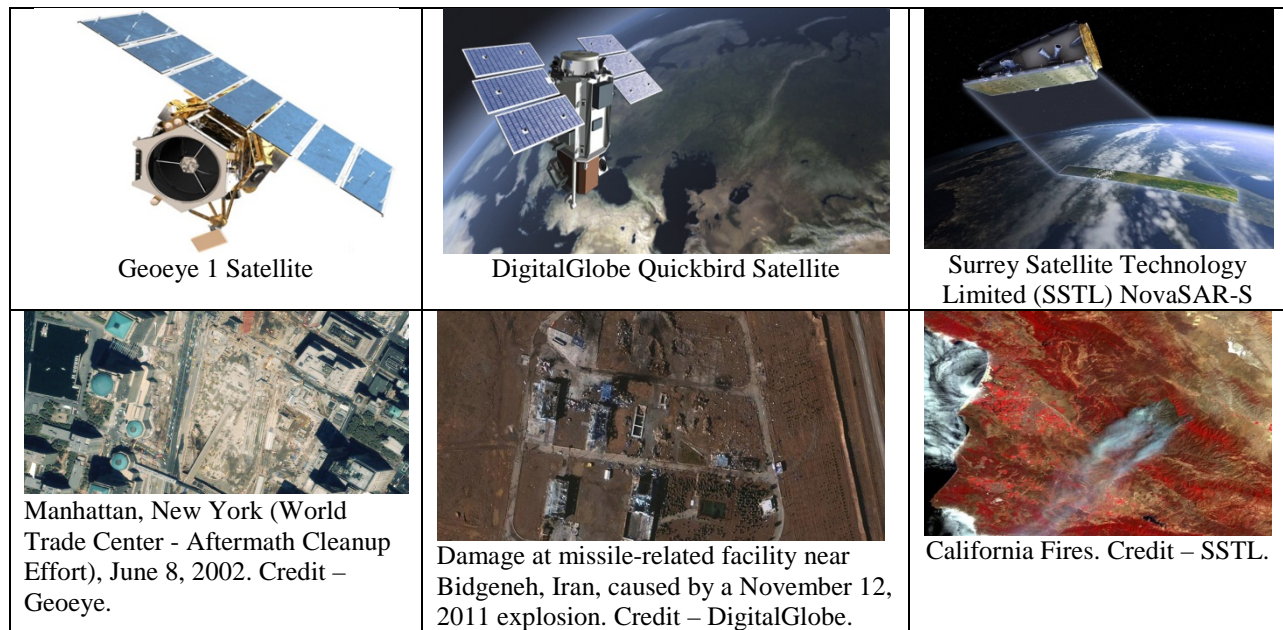 Geoeye 1 Satellite
DigitalGlobe Quickbird Satellite
Surrey Satellite Technology
Limited (SSTL) NovaSAR-S
Manhattan, New York (World
Trade Center - Aftermath Cleanup
Effort), June 8, 2002. Credit –
Geoeye.
Damage at missile-related facility near
Bidgeneh, Iran, caused by a November 12,
2011 explosion. Credit – DigitalGlobe.
California Fires. Credit – SSTL.